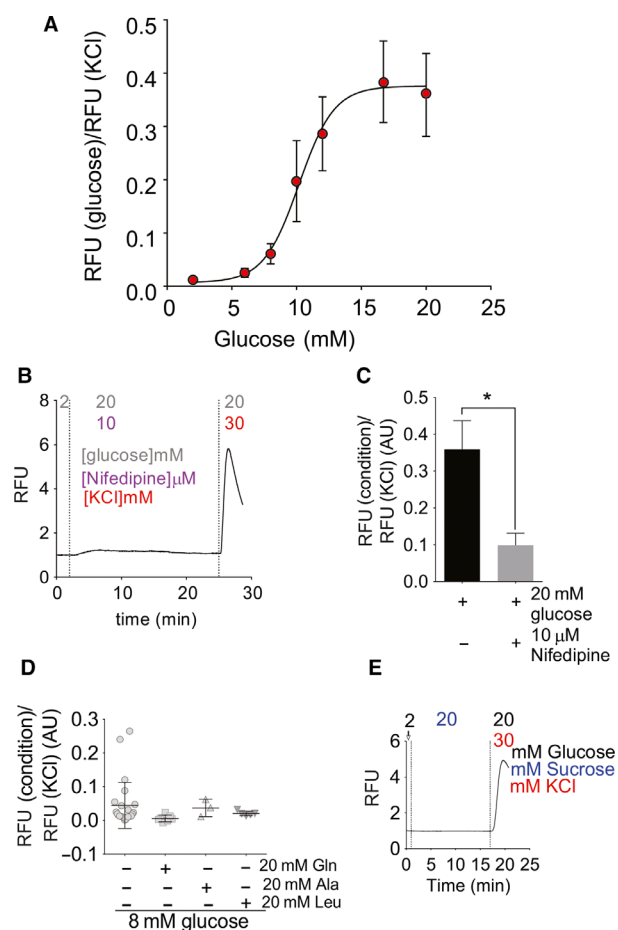 A
RFU (glucose)/RFU (KCl)
0.5
0.4
0.3
0.2
0.1
0
0 5 10 15 20 25
Glucose (mM)
B
8
6
4
2
0
RFU
2 20 20
10 30
[glucose]mM
[Nifedipine]μM
[KCl]mM
0 10 20 30
time (min)
C
RFU (condition)/
RFU (KCl) (AU)
0.5
0.4
0.3
0.2
0.1
0.0
*
+ + 20 mM
glucose
– + 10 μM
Nifedipine
D
RFU (condition)/
RFU (KCl) (AU)
0.3
0.2
0.1
0.0
–0.1
– + – – 20 mM Gln
– – + – 20 mM Ala
– – – + 20 mM Leu
8 mM glucose
E
2 20 20
30
mM Glucose
mM Sucrose
mM KCl
RFU
6
4
2
0
0 5 10 15 20 25
Time (min)